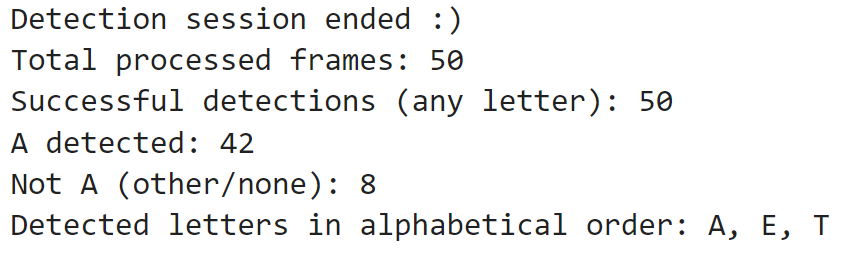 Detection session ended :)
Total processed frames: 50
Successful detections (any letter): 50
A detected: 42
Not A (other/none): 8
Detected letters in alphabetical order: A, E, T